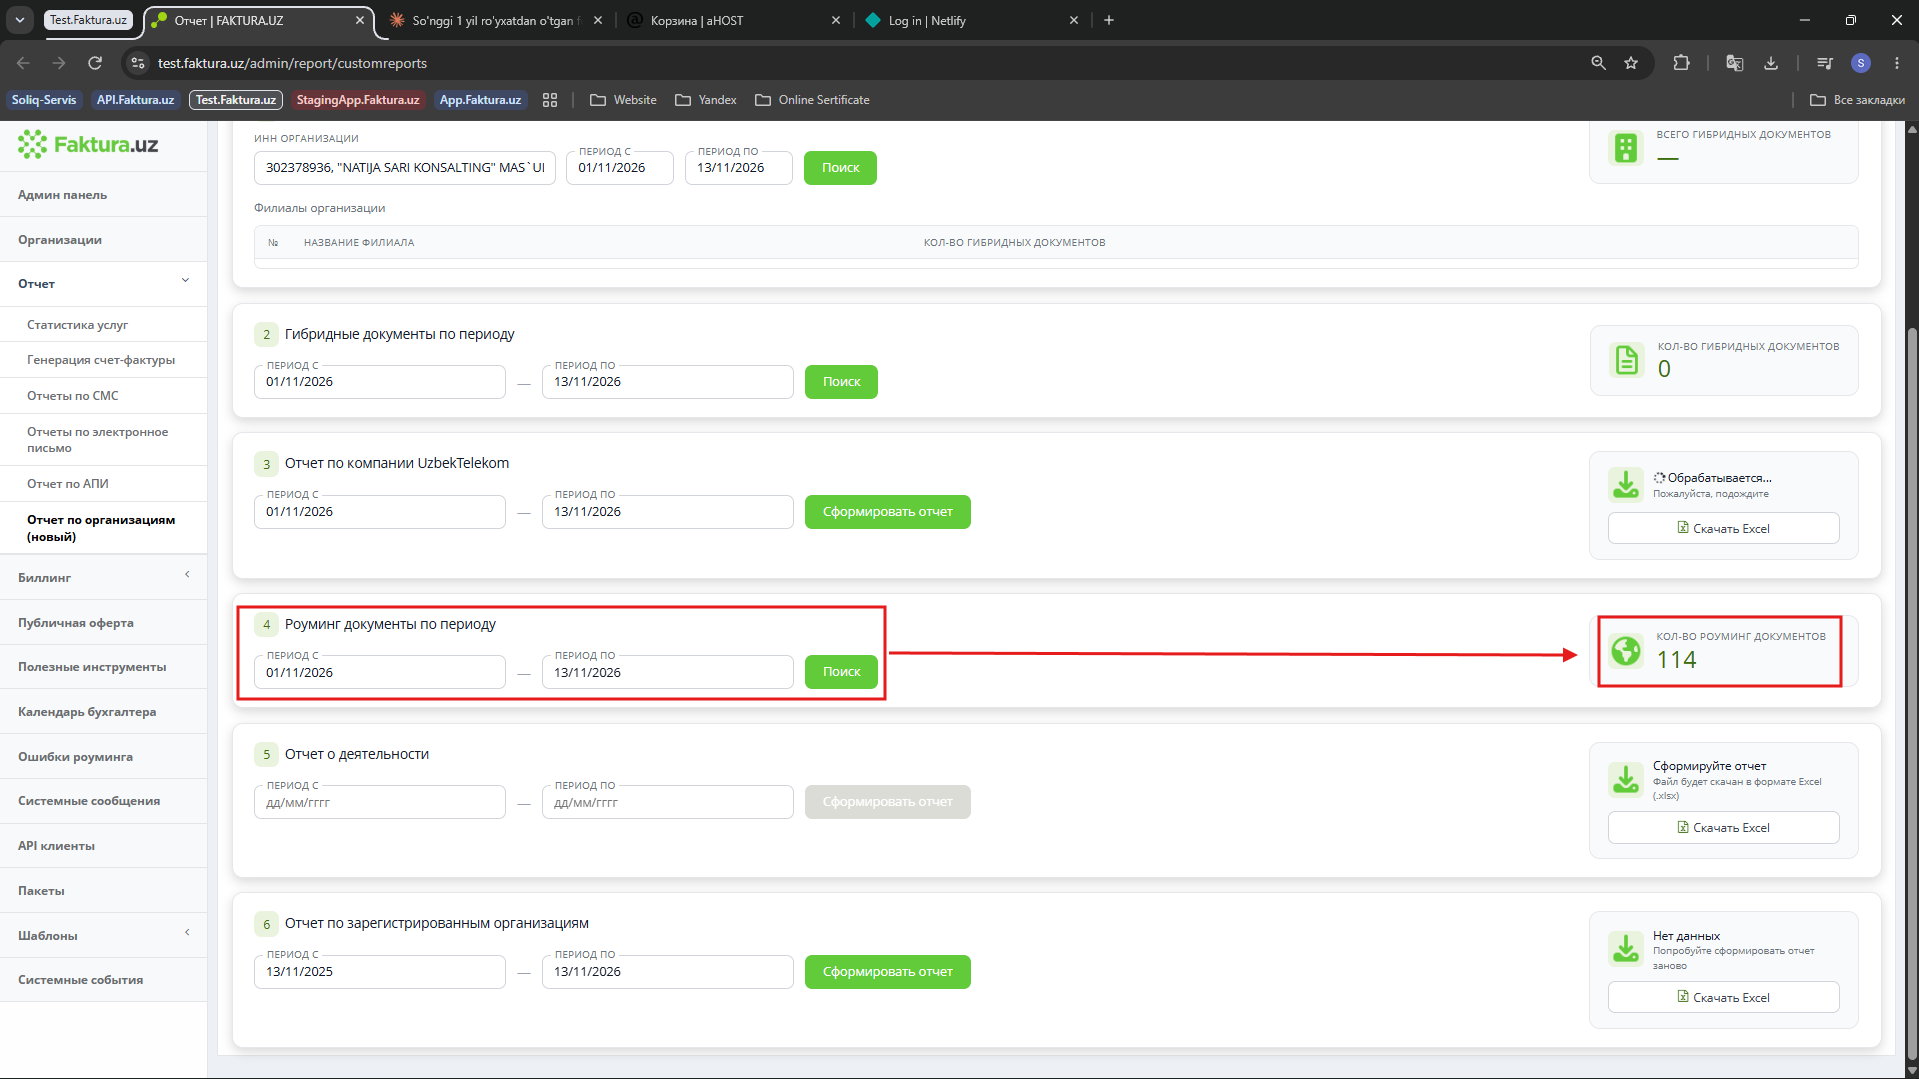 Test.Faktura.uz
Отчет | FAKTURA.UZ
So'nggi 1 yil ro'yxatdan o'tgan f
Корзина | aHOST
Log in | Netlify
test.faktura.uz/admin/report/customreports
S
Soliq-Servis
API.Faktura.uz
Test.Faktura.uz
StagingApp.Faktura.uz
App.Faktura.uz
Website
Yandex
Online Sertificate
Все закладки
Faktura.uz
Админ панель
Организации
Отчет
Статистика услуг
Генерация счет-фактуры
Отчеты по СМС
Отчеты по электронное
письмо
Отчет по АПИ
Отчет по организациям
(новый)
Биллинг
Публичная оферта
Полезные инструменты
Календарь бухгалтера
Ошибки роуминга
Системные сообщения
API клиенты
Пакеты
Шаблоны
Системные события
ИНН ОРГАНИЗАЦИИ
302378936, "NATIJA SARI KONSALTING" MAS`UL
ПЕРИОД С
01/11/2026
ПЕРИОД ПО
13/11/2026
Поиск
ВСЕГО ГИБРИДНЫХ ДОКУМЕНТОВ
—
Филиалы организации
№ НАЗВАНИЕ ФИЛИАЛА КОЛ-ВО ГИБРИДНЫХ ДОКУМЕНТОВ
2 Гибридные документы по периоду
ПЕРИОД С
01/11/2026
—
ПЕРИОД ПО
13/11/2026
Поиск
КОЛ-ВО ГИБРИДНЫХ ДОКУМЕНТОВ
0
3 Отчет по компании UzbekTelekom
ПЕРИОД С
01/11/2026
—
ПЕРИОД ПО
13/11/2026
Сформировать отчет
Обрабатывается...
Пожалуйста, подождите
Скачать Excel
4 Роуминг документы по периоду
ПЕРИОД С
01/11/2026
—
ПЕРИОД ПО
13/11/2026
Поиск
КОЛ-ВО РОУМИНГ ДОКУМЕНТОВ
114
5 Отчет о деятельности
ПЕРИОД С
дд/мм/гггг
—
ПЕРИОД ПО
дд/мм/гггг
Сформировать отчет
Сформируйте отчет
Файл будет скачан в формате Excel
(.xlsx)
Скачать Excel
6 Отчет по зарегистрированным организациям
ПЕРИОД С
13/11/2025
—
ПЕРИОД ПО
13/11/2026
Сформировать отчет
Нет данных
Попробуйте сформировать отчет
заново
Скачать Excel